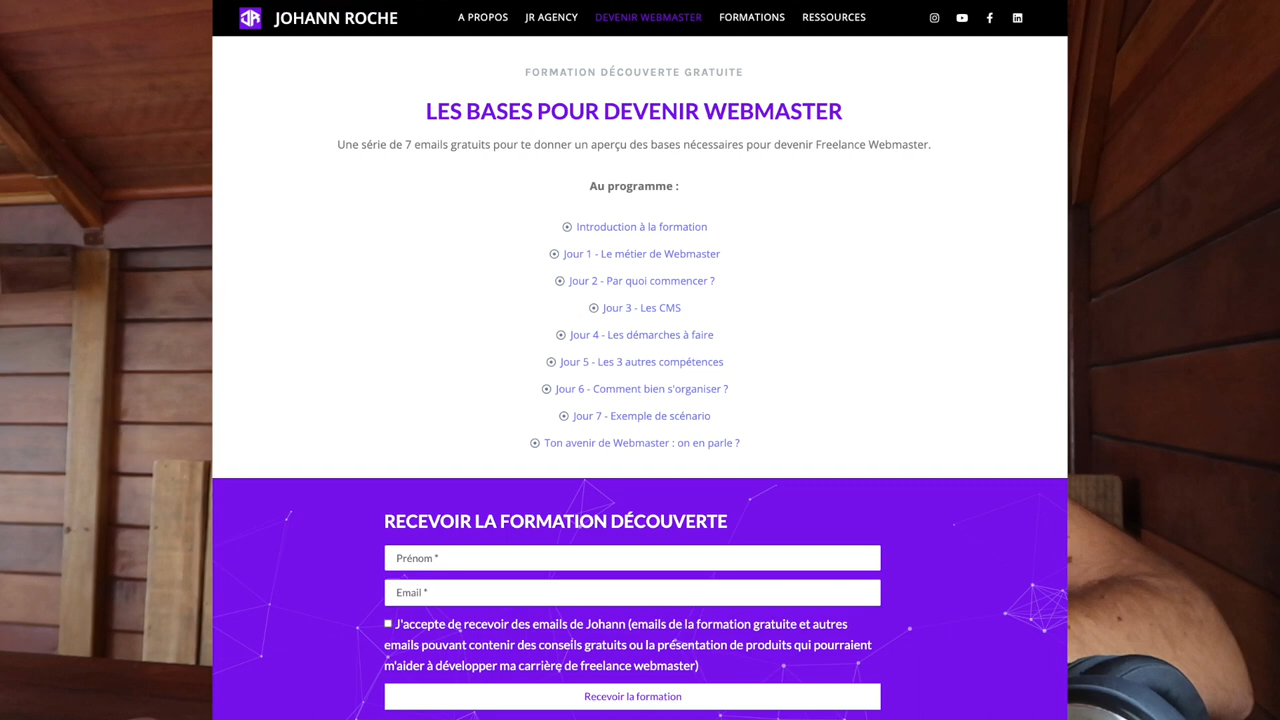 JR JOHANN ROCHE A PROPOS JR AGENCY DEVENIR WEBMASTER FORMATIONS RESSOURCES
FORMATION DÉCOUVERTE GRATUITE
LES BASES POUR DEVENIR WEBMASTER
Une série de 7 emails gratuits pour te donner un aperçu des bases nécessaires pour devenir Freelance Webmaster.
Au programme :
Introduction à la formation
Jour 1 - Le métier de Webmaster
Jour 2 - Par quoi commencer ?
Jour 3 - Les CMS
Jour 4 - Les démarches à faire
Jour 5 - Les 3 autres compétences
Jour 6 - Comment bien s'organiser ?
Jour 7 - Exemple de scénario
Ton avenir de Webmaster : on en parle ?
RECEVOIR LA FORMATION DÉCOUVERTE
Prénom *
Email *
J'accepte de recevoir des emails de Johann (emails de la formation gratuite et autres
emails pouvant contenir des conseils gratuits ou la présentation de produits qui pourraient
m'aider à développer ma carrière de freelance webmaster)
Recevoir la formation